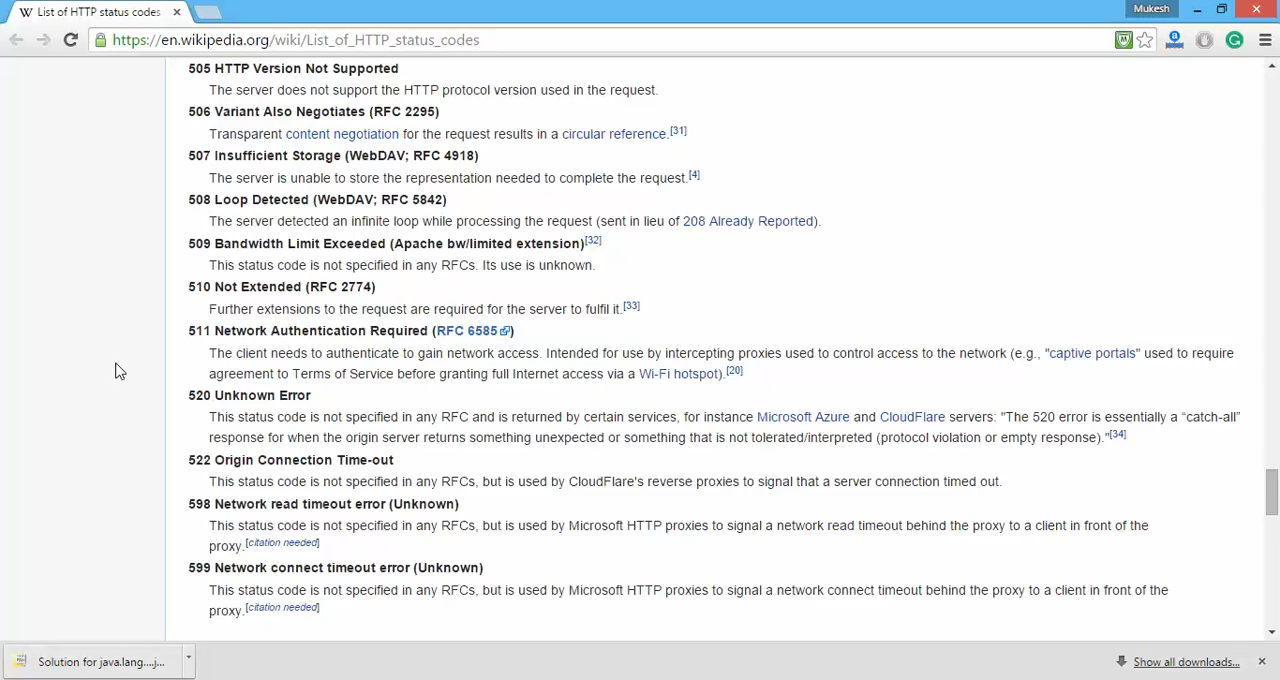 List of HTTP status codes
Mukesh
https://en.wikipedia.org/wiki/List_of_HTTP_status_codes
505 HTTP Version Not Supported
The server does not support the HTTP protocol version used in the request.
506 Variant Also Negotiates (RFC 2295)
Transparent content negotiation for the request results in a circular reference.[31]
507 Insufficient Storage (WebDAV; RFC 4918)
The server is unable to store the representation needed to complete the request.[4]
508 Loop Detected (WebDAV; RFC 5842)
The server detected an infinite loop while processing the request (sent in lieu of 208 Already Reported).
509 Bandwidth Limit Exceeded (Apache bw/limited extension)[32]
This status code is not specified in any RFCs. Its use is unknown.
510 Not Extended (RFC 2774)
Further extensions to the request are required for the server to fulfil it.[33]
511 Network Authentication Required (RFC 6585)
The client needs to authenticate to gain network access. Intended for use by intercepting proxies used to control access to the network (e.g., "captive portals" used to require
agreement to Terms of Service before granting full Internet access via a Wi-Fi hotspot).[20]
520 Unknown Error
This status code is not specified in any RFC and is returned by certain services, for instance Microsoft Azure and CloudFlare servers: "The 520 error is essentially a “catch-all”
response for when the origin server returns something unexpected or something that is not tolerated/interpreted (protocol violation or empty response)."[34]
522 Origin Connection Time-out
This status code is not specified in any RFCs, but is used by CloudFlare's reverse proxies to signal that a server connection timed out.
598 Network read timeout error (Unknown)
This status code is not specified in any RFCs, but is used by Microsoft HTTP proxies to signal a network read timeout behind the proxy to a client in front of the
proxy.[citation needed]
599 Network connect timeout error (Unknown)
This status code is not specified in any RFCs, but is used by Microsoft HTTP proxies to signal a network connect timeout behind the proxy to a client in front of the
proxy.[citation needed]
Solution for java.lang....j...
Show all downloads...